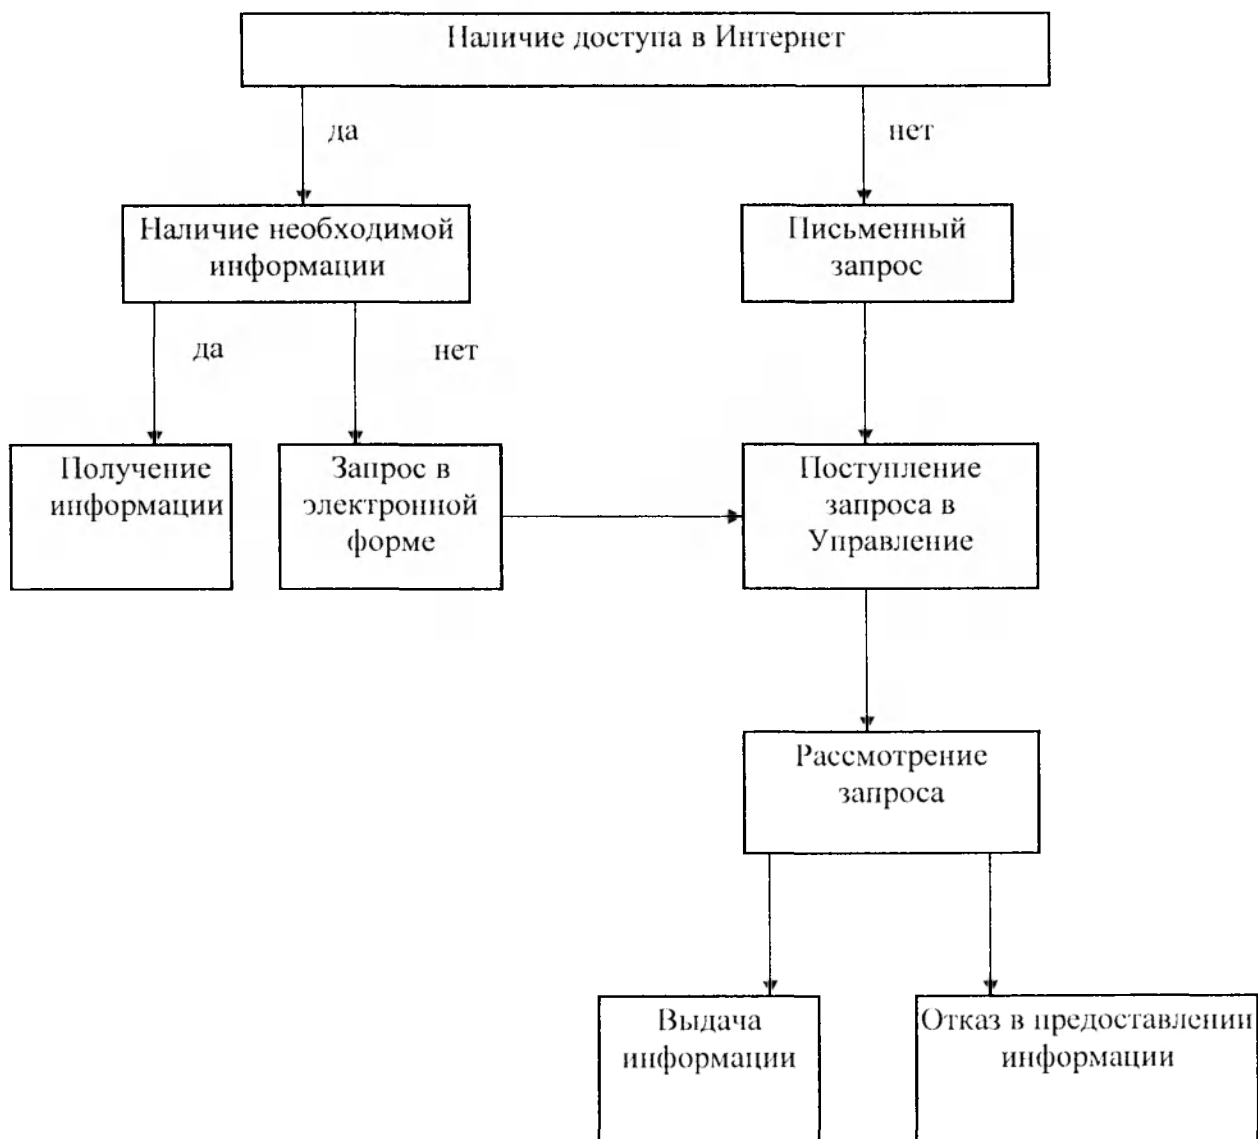 Наличие доступа в Интернет
да
нет
Наличие необходимой
информации
Письменный
запрос
да
нет
Получение
информации
Запрос в
электронной
форме
Поступление
запроса в
Управление
Рассмотрение
запроса
Выдача
информации
Отказ в предоставлении
информации